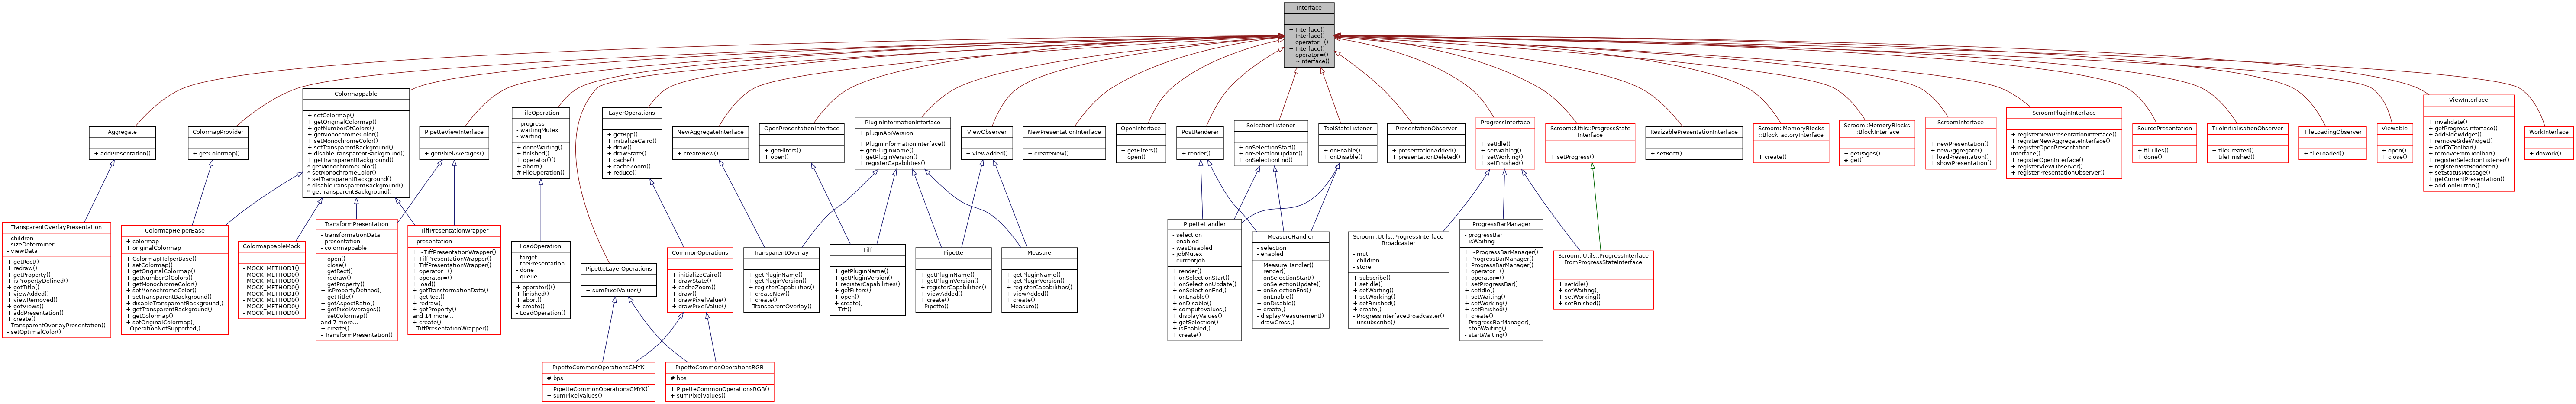 Interface
+ Interface()
+ Interface()
+ operator=()
+ Interface()
+ operator=()
+ ~Interface()
Aggregate
+ addPresentation()
ColormapProvider
+ getColormap()
Colormappable
+ setColormap()
+ getOriginalColormap()
+ getNumberOfColors()
+ getMonochromeColor()
+ setMonochromeColor()
+ setTransparentBackground()
+ disableTransparentBackground()
+ getTransparentBackground()
* getMonochromeColor()
* setMonochromeColor()
* setTransparentBackground()
* disableTransparentBackground()
* getTransparentBackground()
PipetteViewInterface
+ getPixelAverages()
FileOperation
- progress
- waitingMutex
- waiting
+ doneWaiting()
+ finished()
+ operator()()
+ abort()
# FileOperation()
LayerOperations
+ getBpp()
+ initializeCairo()
+ draw()
+ drawState()
+ cache()
+ cacheZoom()
+ reduce()
NewAggregateInterface
+ createNew()
OpenPresentationInterface
+ getFilters()
+ open()
PluginInformationInterface
+ pluginApiVersion
+ PluginInformationInterface()
+ getPluginName()
+ getPluginVersion()
+ registerCapabilities()
ViewObserver
+ viewAdded()
NewPresentationInterface
+ createNew()
OpenInterface
+ getFilters()
+ open()
PostRenderer
+ render()
SelectionListener
+ onSelectionStart()
+ onSelectionUpdate()
+ onSelectionEnd()
ToolStateListener
+ onEnable()
+ onDisable()
PresentationObserver
+ presentationAdded()
+ presentationDeleted()
ProgressInterface
+ setIdle()
+ setWaiting()
+ setWorking()
+ setFinished()
Scroom::Utils::ProgressState
Interface
+ setProgress()
ResizablePresentationInterface
+ setRect()
Scroom::MemoryBlocks
::BlockFactoryInterface
+ create()
Scroom::MemoryBlocks
::BlockInterface
+ getPages()
# get()
ScroomInterface
+ newPresentation()
+ newAggregate()
+ loadPresentation()
+ showPresentation()
ScroomPluginInterface
+ registerNewPresentationInterface()
+ registerNewAggregateInterface()
+ registerOpenPresentation
Interface()
+ registerOpenInterface()
+ registerViewObserver()
+ registerPresentationObserver()
SourcePresentation
+ fillTiles()
+ done()
TileInitialisationObserver
+ tileCreated()
+ tileFinished()
TileLoadingObserver
+ tileLoaded()
Viewable
+ open()
+ close()
ViewInterface
+ invalidate()
+ getProgressInterface()
+ addSideWidget()
+ removeSideWidget()
+ addToToolbar()
+ removeFromToolbar()
+ registerSelectionListener()
+ registerPostRenderer()
+ setStatusMessage()
+ getCurrentPresentation()
+ addToolButton()
WorkInterface
+ doWork()
TransparentOverlayPresentation
- children
- sizeDeterminer
- viewData
+ getRect()
+ redraw()
+ getProperty()
+ isPropertyDefined()
+ getTitle()
+ viewAdded()
+ viewRemoved()
+ getViews()
+ addPresentation()
+ create()
- TransparentOverlayPresentation()
- setOptimalColor()
ColormapHelperBase
+ colormap
+ originalColormap
+ ColormapHelperBase()
+ setColormap()
+ getOriginalColormap()
+ getNumberOfColors()
+ getMonochromeColor()
+ setMonochromeColor()
+ setTransparentBackground()
+ disableTransparentBackground()
+ getTransparentBackground()
+ getColormap()
+ setOriginalColormap()
- OperationNotSupported()
ColormappableMock
- MOCK_METHOD1()
- MOCK_METHOD0()
- MOCK_METHOD0()
- MOCK_METHOD0()
- MOCK_METHOD1()
- MOCK_METHOD1()
- MOCK_METHOD0()
- MOCK_METHOD0()
TransformPresentation
- transformationData
- presentation
- colormappable
+ open()
+ close()
+ getRect()
+ redraw()
+ getProperty()
+ isPropertyDefined()
+ getTitle()
+ getAspectRatio()
+ getPixelAverages()
+ setColormap()
and 7 more...
+ create()
- TransformPresentation()
TiffPresentationWrapper
- presentation
+ ~TiffPresentationWrapper()
+ TiffPresentationWrapper()
+ TiffPresentationWrapper()
+ operator=()
+ operator=()
+ load()
+ getTransformationData()
+ getRect()
+ redraw()
+ getProperty()
and 14 more...
+ create()
- TiffPresentationWrapper()
LoadOperation
- target
- thePresentation
- done
- queue
+ operator()()
+ finished()
+ abort()
+ create()
- LoadOperation()
PipetteLayerOperations
+ sumPixelValues()
CommonOperations
+ initializeCairo()
+ drawState()
+ cacheZoom()
+ draw()
+ drawPixelValue()
+ drawPixelValue()
TransparentOverlay
+ getPluginName()
+ getPluginVersion()
+ registerCapabilities()
+ createNew()
+ create()
- TransparentOverlay()
Tiff
+ getPluginName()
+ getPluginVersion()
+ registerCapabilities()
+ getFilters()
+ open()
+ create()
- Tiff()
Pipette
+ getPluginName()
+ getPluginVersion()
+ registerCapabilities()
+ viewAdded()
+ create()
- Pipette()
Measure
+ getPluginName()
+ getPluginVersion()
+ registerCapabilities()
+ viewAdded()
+ create()
- Measure()
PipetteHandler
- selection
- enabled
- wasDisabled
- jobMutex
- currentJob
+ render()
+ onSelectionStart()
+ onSelectionUpdate()
+ onSelectionEnd()
+ onEnable()
+ onDisable()
+ computeValues()
+ displayValues()
+ getSelection()
+ isEnabled()
+ create()
MeasureHandler
- selection
- enabled
+ MeasureHandler()
+ render()
+ onSelectionStart()
+ onSelectionUpdate()
+ onSelectionEnd()
+ onEnable()
+ onDisable()
+ create()
- displayMeasurement()
- drawCross()
Scroom::Utils::ProgressInterface
Broadcaster
- mut
- children
- store
+ subscribe()
+ setIdle()
+ setWaiting()
+ setWorking()
+ setFinished()
+ create()
- ProgressInterfaceBroadcaster()
- unsubscribe()
ProgressBarManager
- progressBar
- isWaiting
+ ~ProgressBarManager()
+ ProgressBarManager()
+ ProgressBarManager()
+ operator=()
+ operator=()
+ setProgressBar()
+ setIdle()
+ setWaiting()
+ setWorking()
+ setFinished()
+ create()
- ProgressBarManager()
- stopWaiting()
- startWaiting()
Scroom::Utils::ProgressInterface
FromProgressStateInterface
+ setIdle()
+ setWaiting()
+ setWorking()
+ setFinished()
PipetteCommonOperationsCMYK
# bps
+ PipetteCommonOperationsCMYK()
+ sumPixelValues()
PipetteCommonOperationsRGB
# bps
+ PipetteCommonOperationsRGB()
+ sumPixelValues()